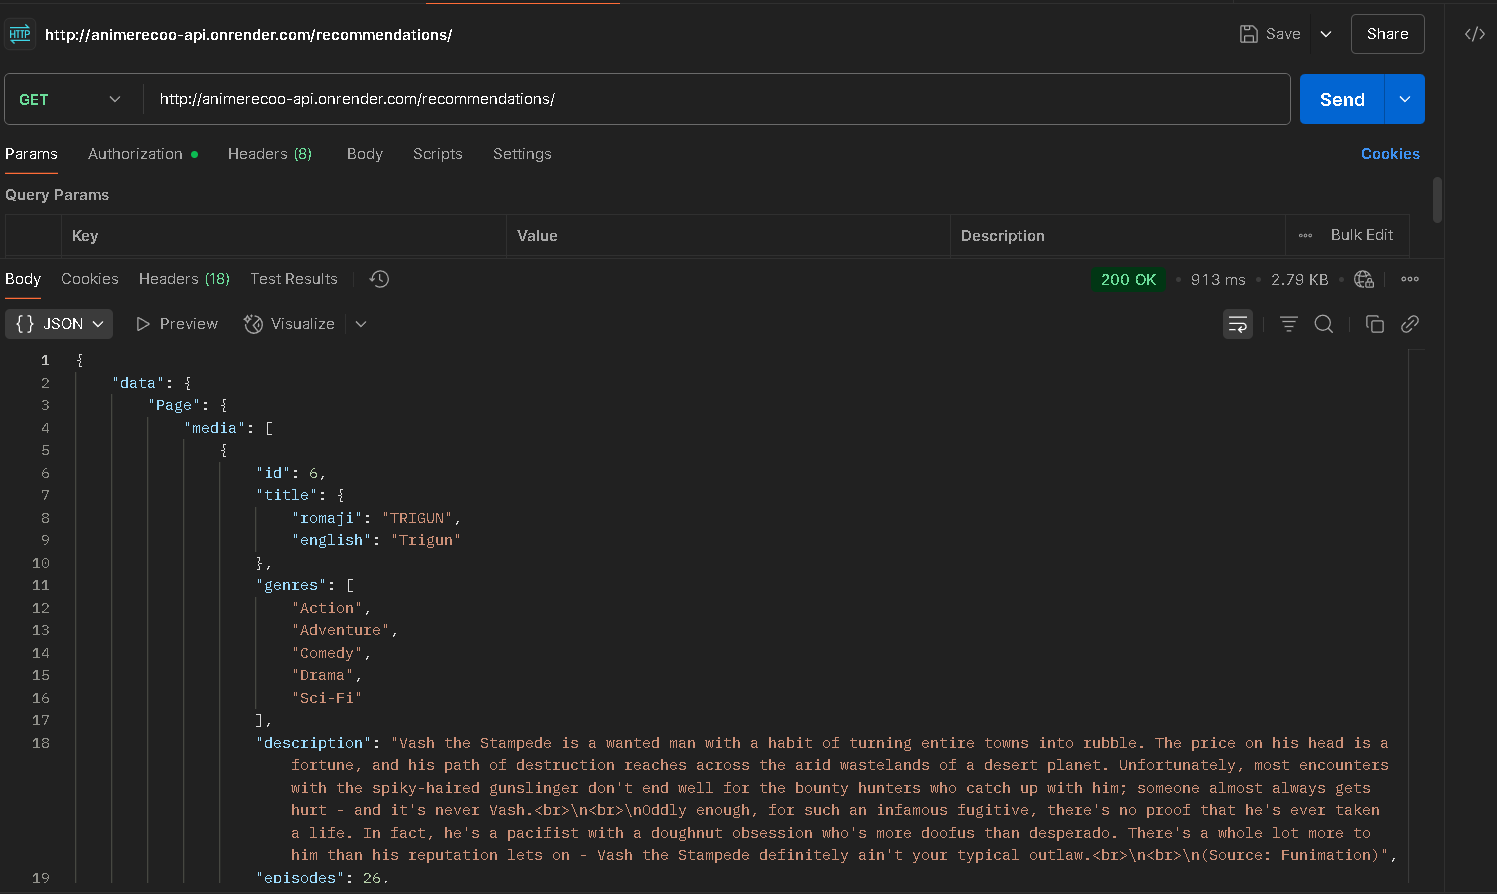 HTTP http://animerecoo-api.onrender.com/recommendations/ Save Share
GET http://animerecoo-api.onrender.com/recommendations/ Send
Params Authorization Headers (8) Body Scripts Settings Cookies
Query Params
Key Value Description Bulk Edit
Body Cookies Headers (18) Test Results 200 OK 913 ms 2.79 KB
{} JSON Preview Visualize
1 {
2 "data": {
3 "Page": {
4 "media": [
5 {
6 "id": 6,
7 "title": {
8 "romaji": "TRIGUN",
9 "english": "Trigun"
10 },
11 "genres": [
12 "Action",
13 "Adventure",
14 "Comedy",
15 "Drama",
16 "Sci-Fi"
17 ],
18 "description": "Vash the Stampede is a wanted man with a habit of turning entire towns into rubble. The price on his head is a
fortune, and his path of destruction reaches across the arid wastelands of a desert planet. Unfortunately, most encounters
with the spiky-haired gunslinger don't end well for the bounty hunters who catch up with him; someone almost always gets
hurt - and it's never Vash.<br>\n<br>\nOddly enough, for such an infamous fugitive, there's no proof that he's ever taken
a life. In fact, he's a pacifist with a doughnut obsession who's more doofus than desperado. There's a whole lot more to
him than his reputation lets on - Vash the Stampede definitely ain't your typical outlaw.<br>\n<br>\n(Source: Funimation)",
19 "episodes": 26,